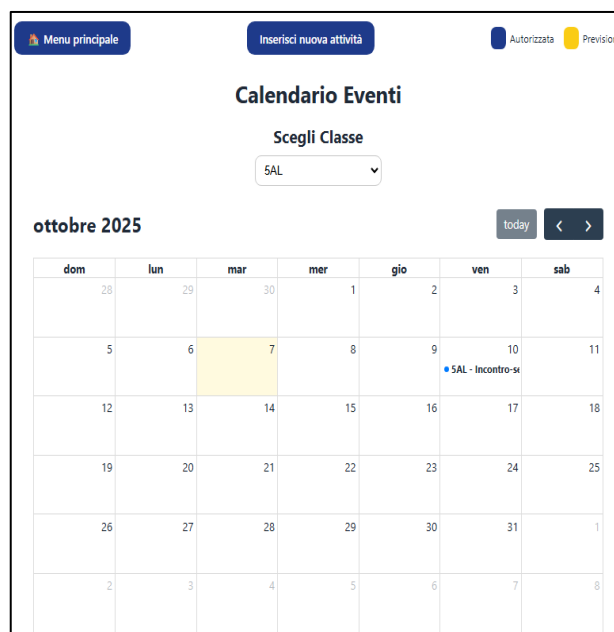 Menu principale
Inserisci nuova attività
Autorizzata
Calendario Eventi
Scegli Classe
5AL
ottobre 2025
today
dom lun mar mer gio ven sab
28 29 30 1 2 3 4
5 6 7 8 9 10 11
5AL - Incontro-se
12 13 14 15 16 17 18
19 20 21 22 23 24 25
26 27 28 29 30 31 1
2 3 4 5 6 7 8